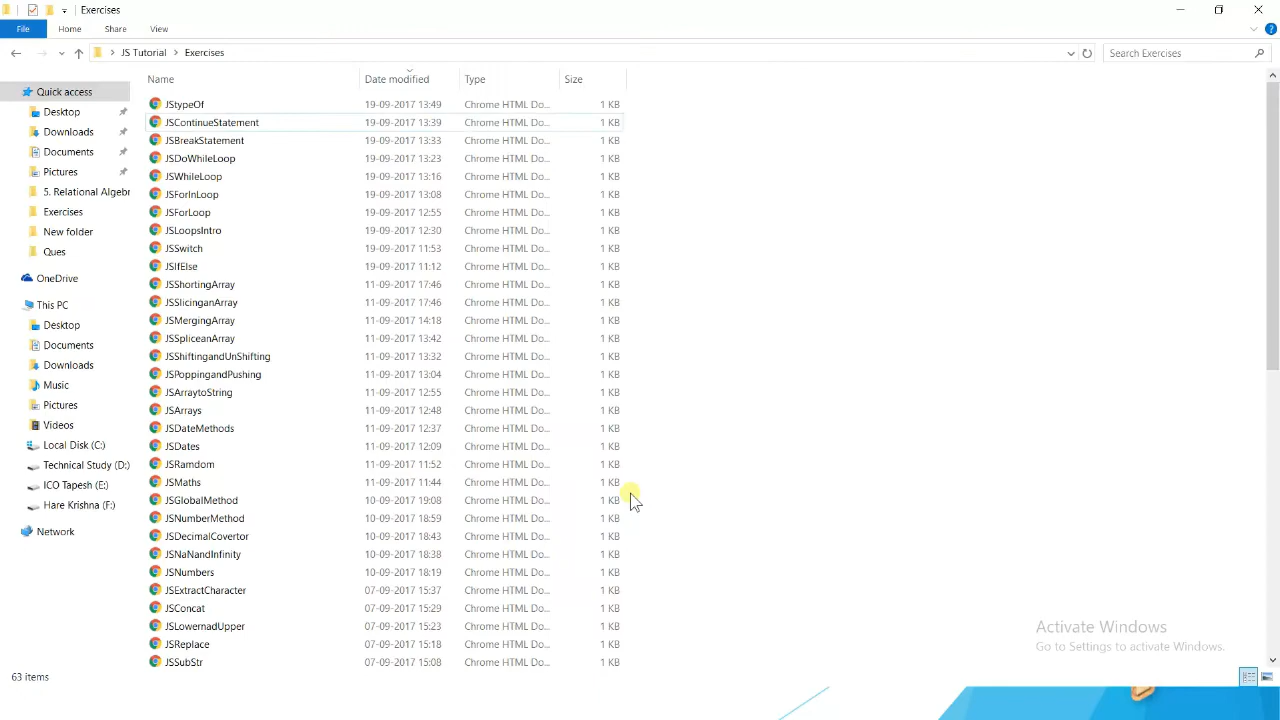 Exercises
File Home Share View
JS Tutorial Exercises Search Exercises
Name Date modified Type Size
Quick access
Desktop
Downloads
Documents
Pictures
5. Relational Algebr
Exercises
New folder
Ques
OneDrive
This PC
Desktop
Documents
Downloads
Music
Pictures
Videos
Local Disk (C:)
Technical Study (D:)
ICO Tapesh (E:)
Hare Krishna (F:)
Network
JStypeOf 19-09-2017 13:49 Chrome HTML Do... 1 KB
JSContinueStatement 19-09-2017 13:39 Chrome HTML Do... 1 KB
JSBreakStatement 19-09-2017 13:33 Chrome HTML Do... 1 KB
JSDoWhileLoop 19-09-2017 13:23 Chrome HTML Do... 1 KB
JSWhileLoop 19-09-2017 13:16 Chrome HTML Do... 1 KB
JSForInLoop 19-09-2017 13:08 Chrome HTML Do... 1 KB
JSForLoop 19-09-2017 12:55 Chrome HTML Do... 1 KB
JSLoopsIntro 19-09-2017 12:30 Chrome HTML Do... 1 KB
JSSwitch 19-09-2017 11:53 Chrome HTML Do... 1 KB
JSIfElse 19-09-2017 11:12 Chrome HTML Do... 1 KB
JSShortingArray 11-09-2017 17:46 Chrome HTML Do... 1 KB
JSSlicinganArray 11-09-2017 17:46 Chrome HTML Do... 1 KB
JSMergingArray 11-09-2017 14:18 Chrome HTML Do... 1 KB
JSSpliceanArray 11-09-2017 13:42 Chrome HTML Do... 1 KB
JSShiftingandUnShifting 11-09-2017 13:32 Chrome HTML Do... 1 KB
JSPoppingandPushing 11-09-2017 13:04 Chrome HTML Do... 1 KB
JSArraytoString 11-09-2017 12:55 Chrome HTML Do... 1 KB
JSArrays 11-09-2017 12:48 Chrome HTML Do... 1 KB
JSDateMethods 11-09-2017 12:37 Chrome HTML Do... 1 KB
JSDates 11-09-2017 12:09 Chrome HTML Do... 1 KB
JSRamdom 11-09-2017 11:52 Chrome HTML Do... 1 KB
JSMaths 11-09-2017 11:44 Chrome HTML Do... 1 KB
JSGlobalMethod 10-09-2017 19:08 Chrome HTML Do... 1 KB
JSNumberMethod 10-09-2017 18:59 Chrome HTML Do... 1 KB
JSDecimalCovertor 10-09-2017 18:43 Chrome HTML Do... 1 KB
JSNaNandInfinity 10-09-2017 18:38 Chrome HTML Do... 1 KB
JSNumbers 10-09-2017 18:19 Chrome HTML Do... 1 KB
JSExtractCharacter 07-09-2017 15:37 Chrome HTML Do... 1 KB
JSConcat 07-09-2017 15:29 Chrome HTML Do... 1 KB
JSLowernadUpper 07-09-2017 15:23 Chrome HTML Do... 1 KB
JSReplace 07-09-2017 15:18 Chrome HTML Do... 1 KB
JSSubStr 07-09-2017 15:08 Chrome HTML Do... 1 KB
Activate Windows
Go to Settings to activate Windows.
63 items